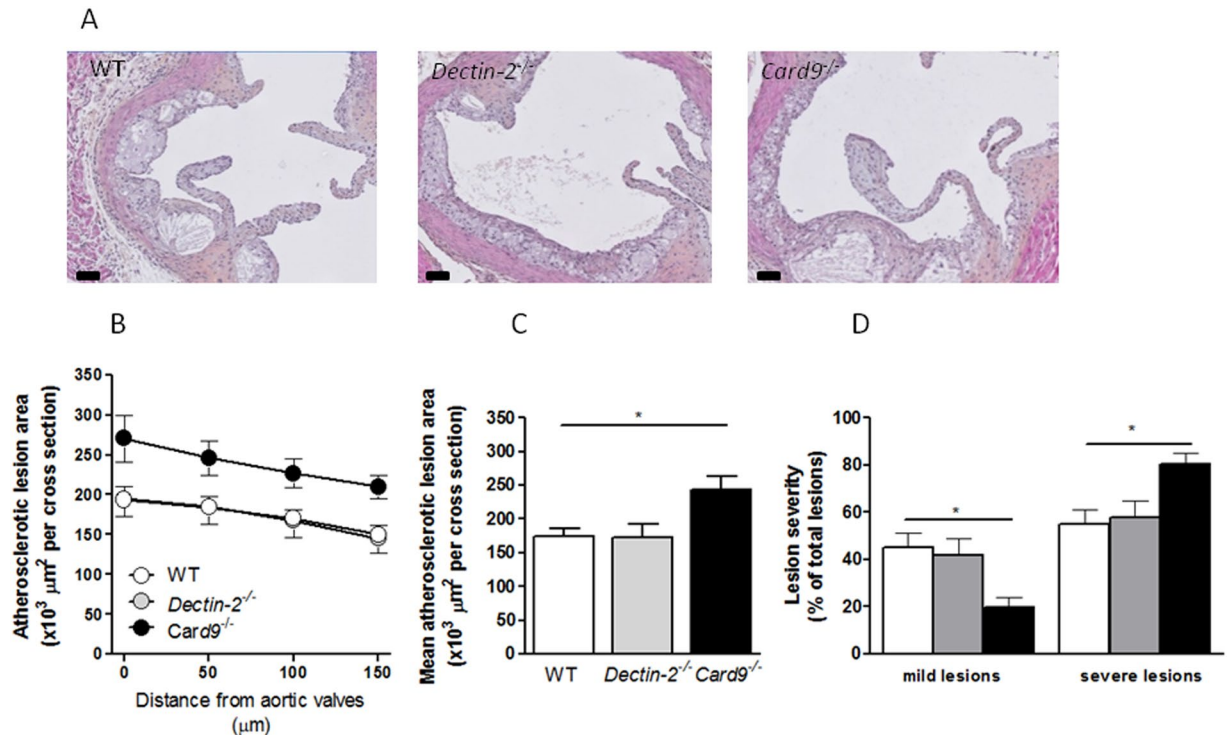 A
WT
Dectin-2-/-
Card9-/-
B
C
D
Atherosclerotic lesion area
(x10³ μm² per cross section)
350
300
250
200
150
100
50
0
WT
Dectin-2-/-
Card9-/-
0
50
100
150
Distance from aortic valves
(μm)
Mean atherosclerotic lesion area
(x10³ μm² per cross section)
350
300
250
200
150
100
50
0
*
WT
Dectin-2-/-
Card9-/-
Lesion severity
(% of total lesions)
100
80
60
40
20
0
*
*
mild lesions
severe lesions